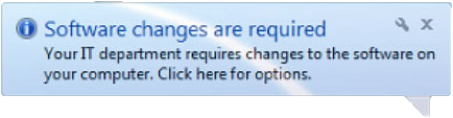 Software changes are required
Your IT department requires changes to the software on
your computer. Click here for options.